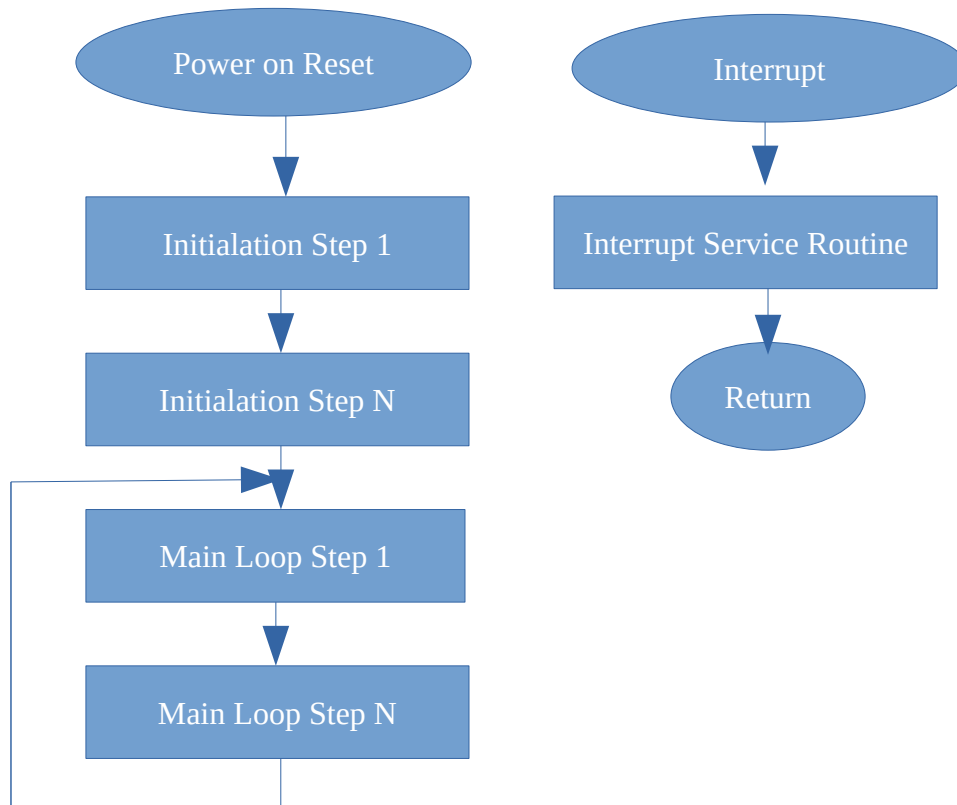 Power on Reset
Initialation Step 1
Initialation Step N
Main Loop Step 1
Main Loop Step N
Interrupt
Interrupt Service Routine
Return